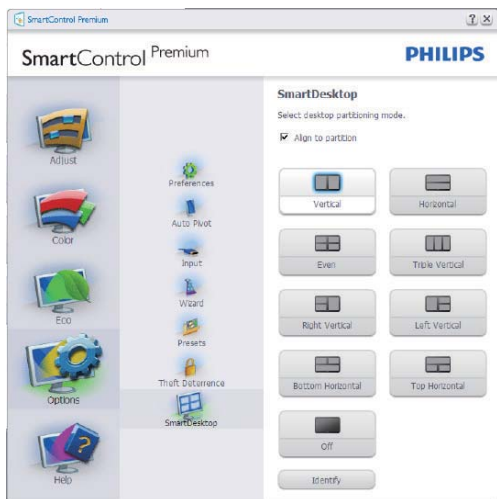 SmartControl Premium
SmartControl Premium
PHILIPS
Adjust
Color
Eco
Options
Help
Preferences
Auto Pivot
Input
Wizard
Presets
Theft Deterrence
SmartDesktop
SmartDesktop
Select desktop partitioning mode.
Align to partition
Vertical
Horizontal
Even
Triple Vertical
Right Vertical
Left Vertical
Bottom Horizontal
Top Horizontal
Off
Identify